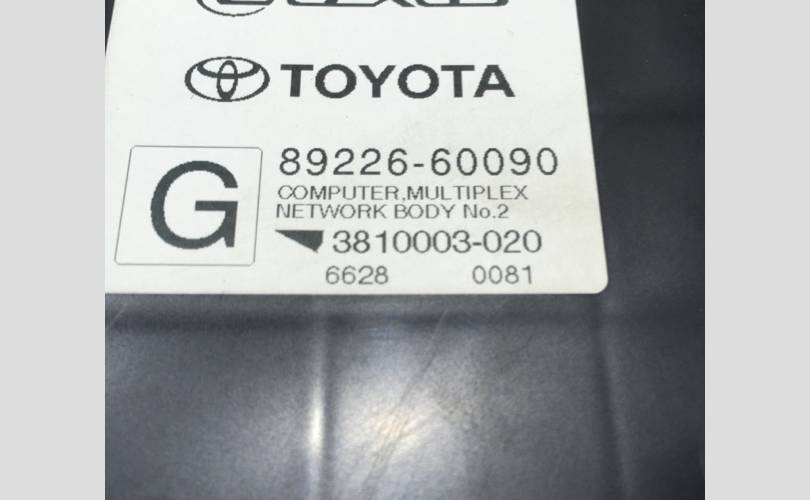 TOYOTA
G
89226-60090
COMPUTER,MULTIPLEX
NETWORK BODY No.2
3810003-020
6628 0081